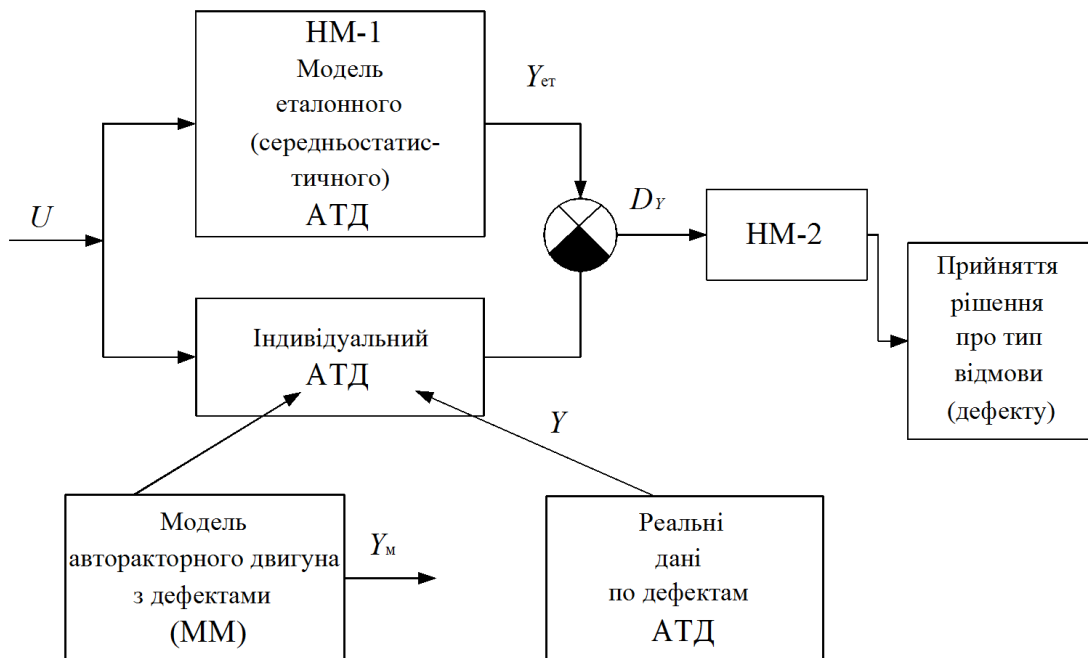 НМ-1
Модель
еталонного
(середньостатис-
тичного)
АТД
Yет
U
DY
НМ-2
Прийняття
рішення
про тип
відмови
(дефекту)
Індивідуальний
АТД
Y
Модель
авторакторного двигуна
з дефектами
(ММ)
Yм
Реальні
дані
по дефектам
АТД